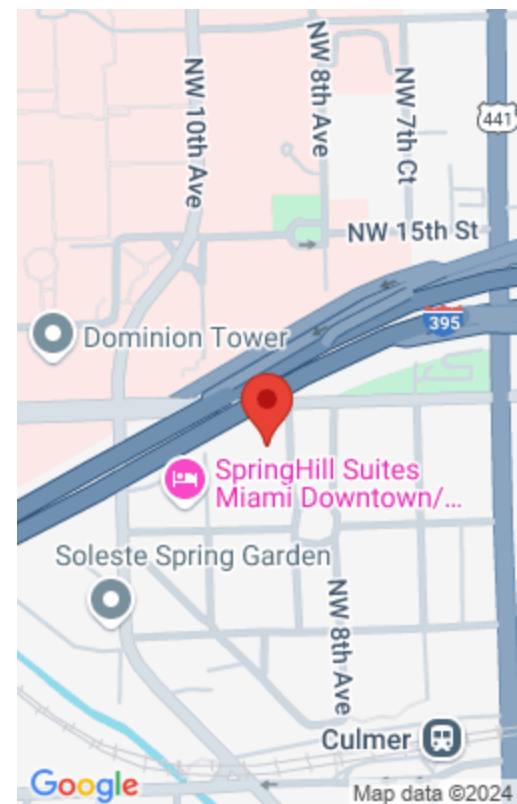 NW 10th Ave
NW 8th Ave
NW 7th Ct
441
NW 15th St
395
Dominion Tower
SpringHill Suites
Miami Downtown/...
Soleste Spring Garden
NW 8th Ave
Culmer
Google
Map data ©2024